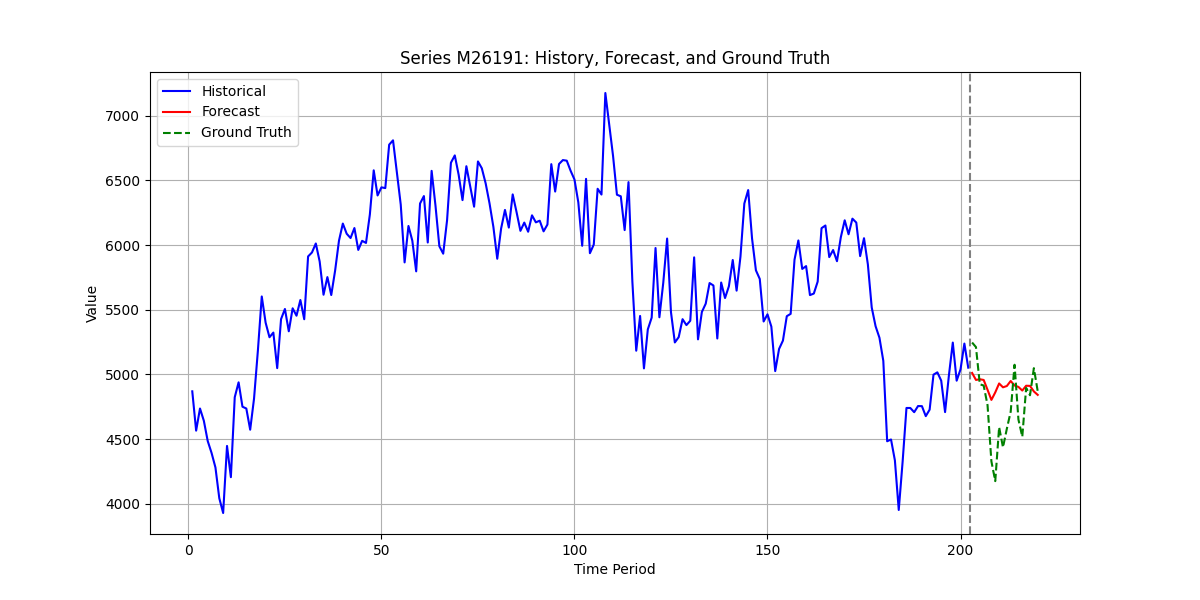 Series M26191: History, Forecast, and Ground Truth
Historical
Forecast
Ground Truth
7000
6500
6000
5500
5000
4500
4000
Value
0
50
100
150
200
Time Period